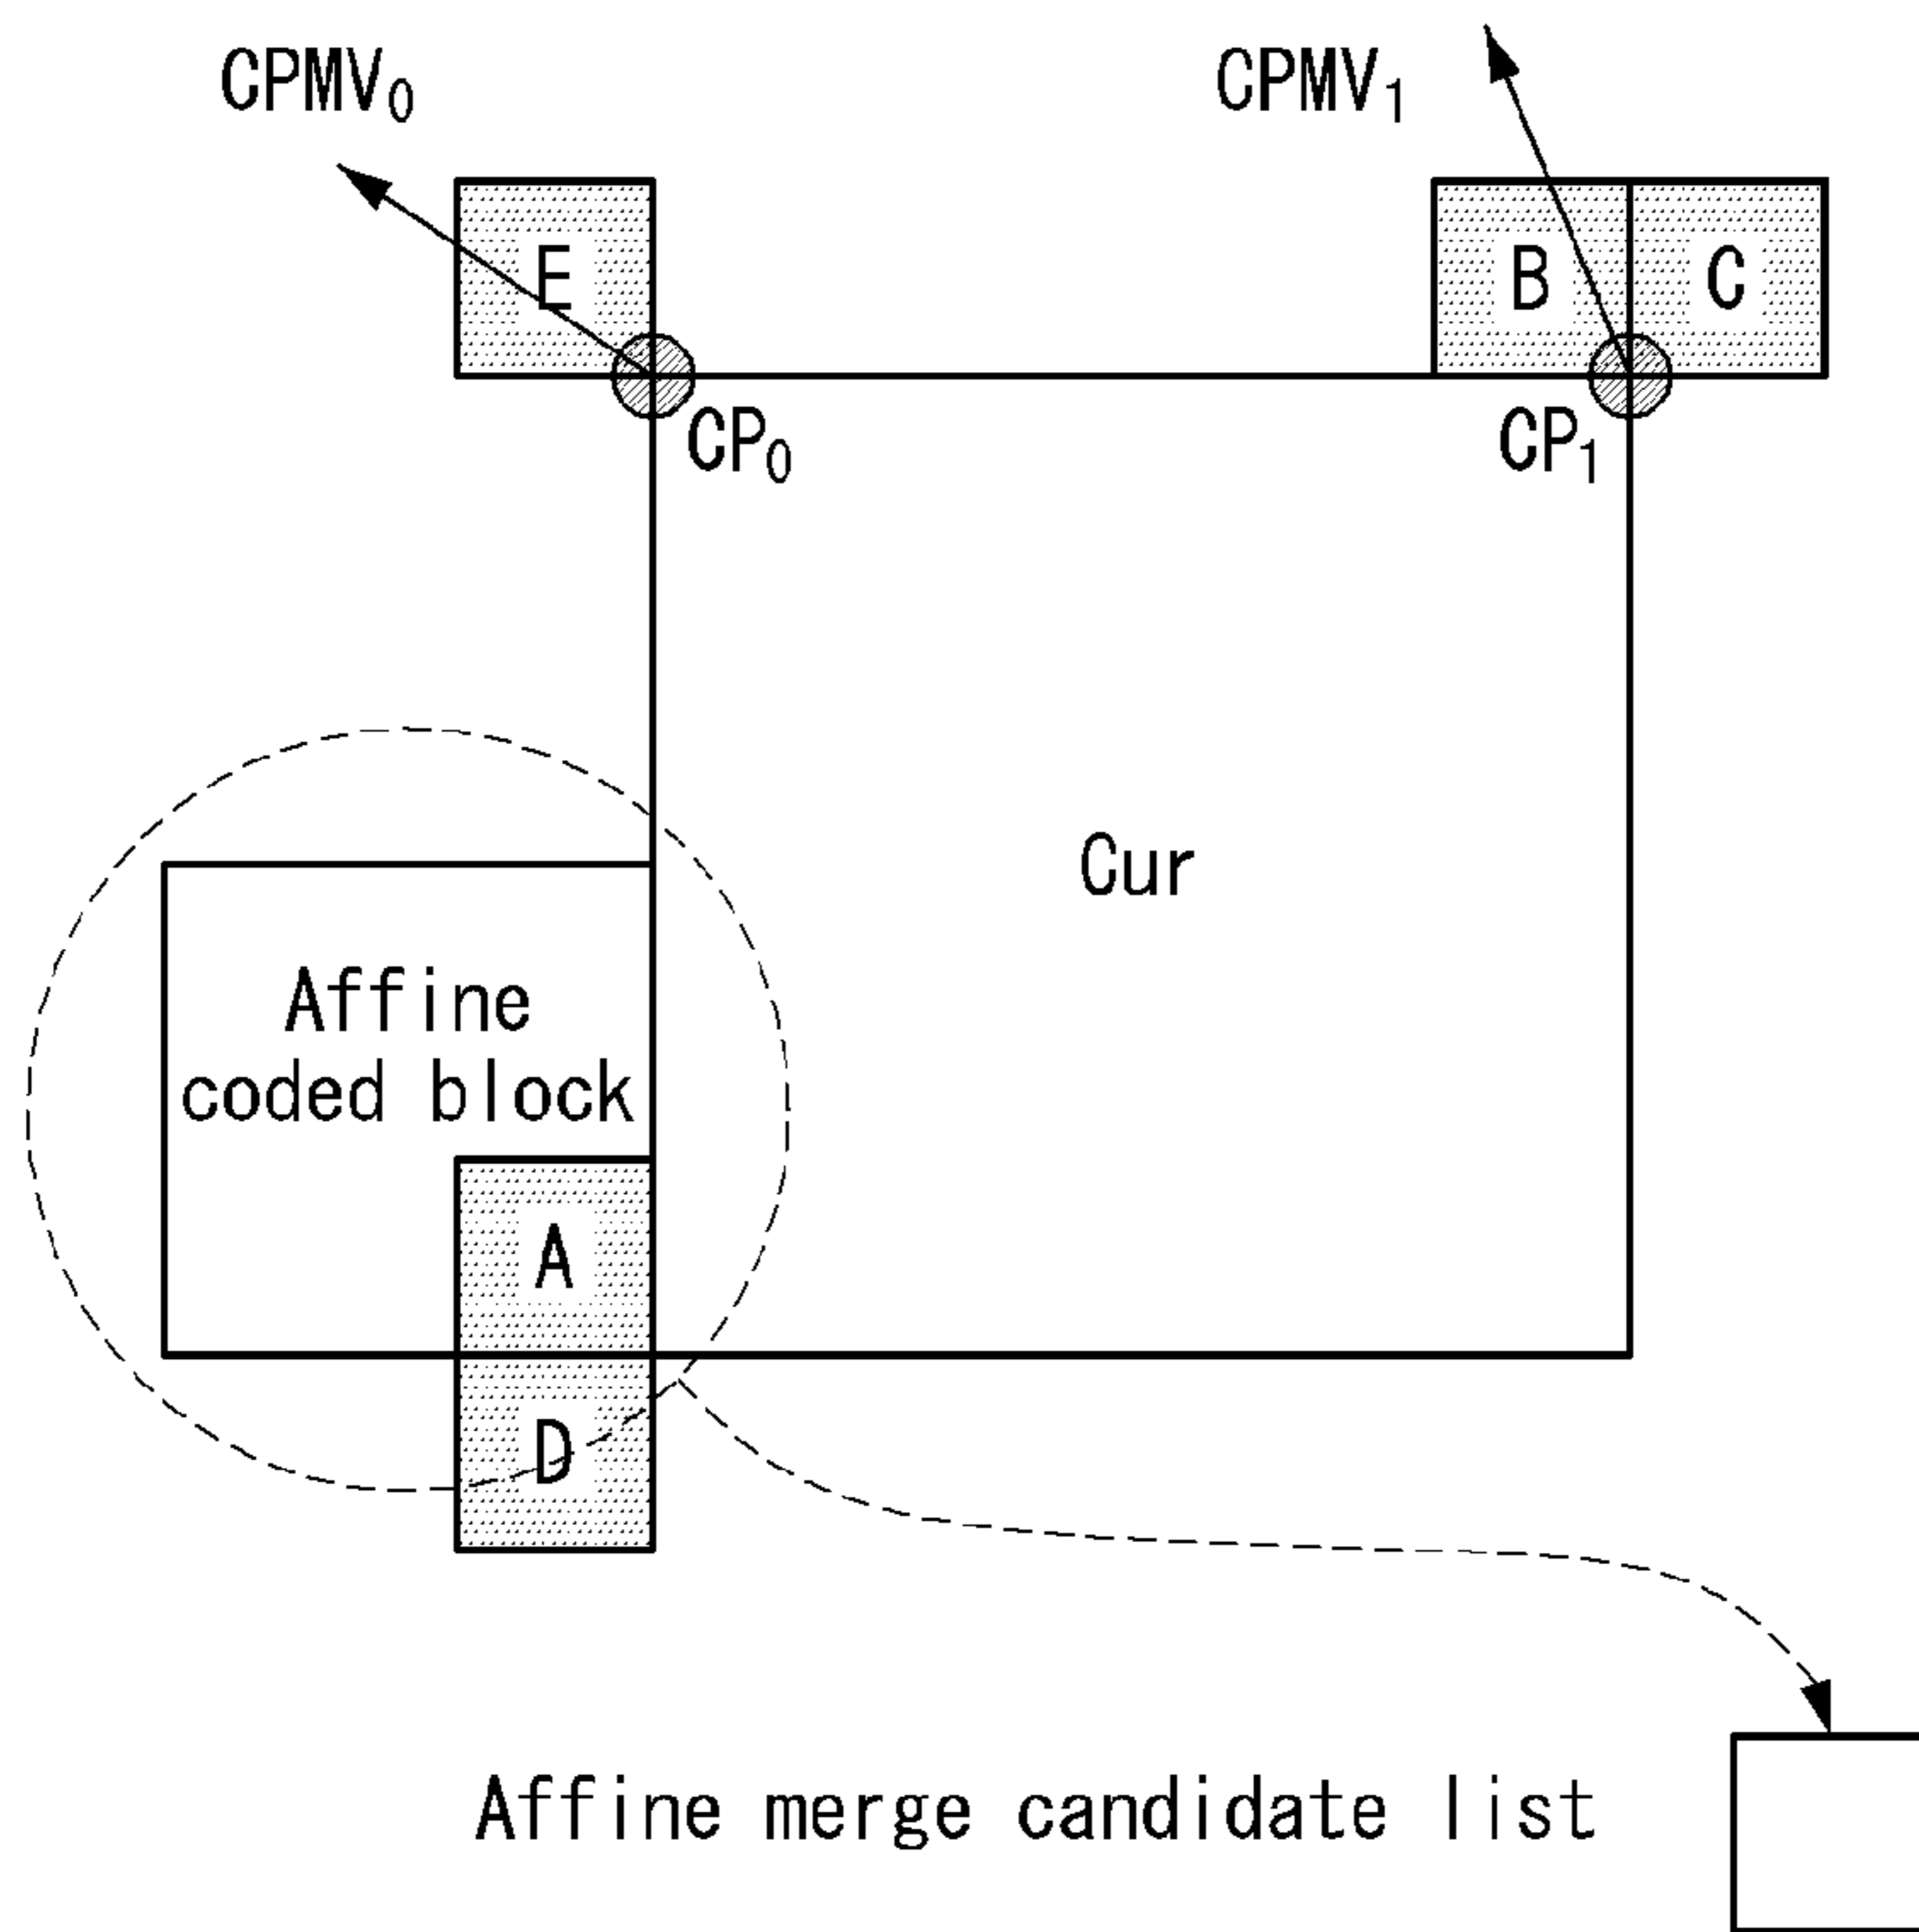 CPMV₀
CPMV₁
E
B
C
CP₀
CP₁
Cur
Affine
coded block
A
D
Affine merge candidate list